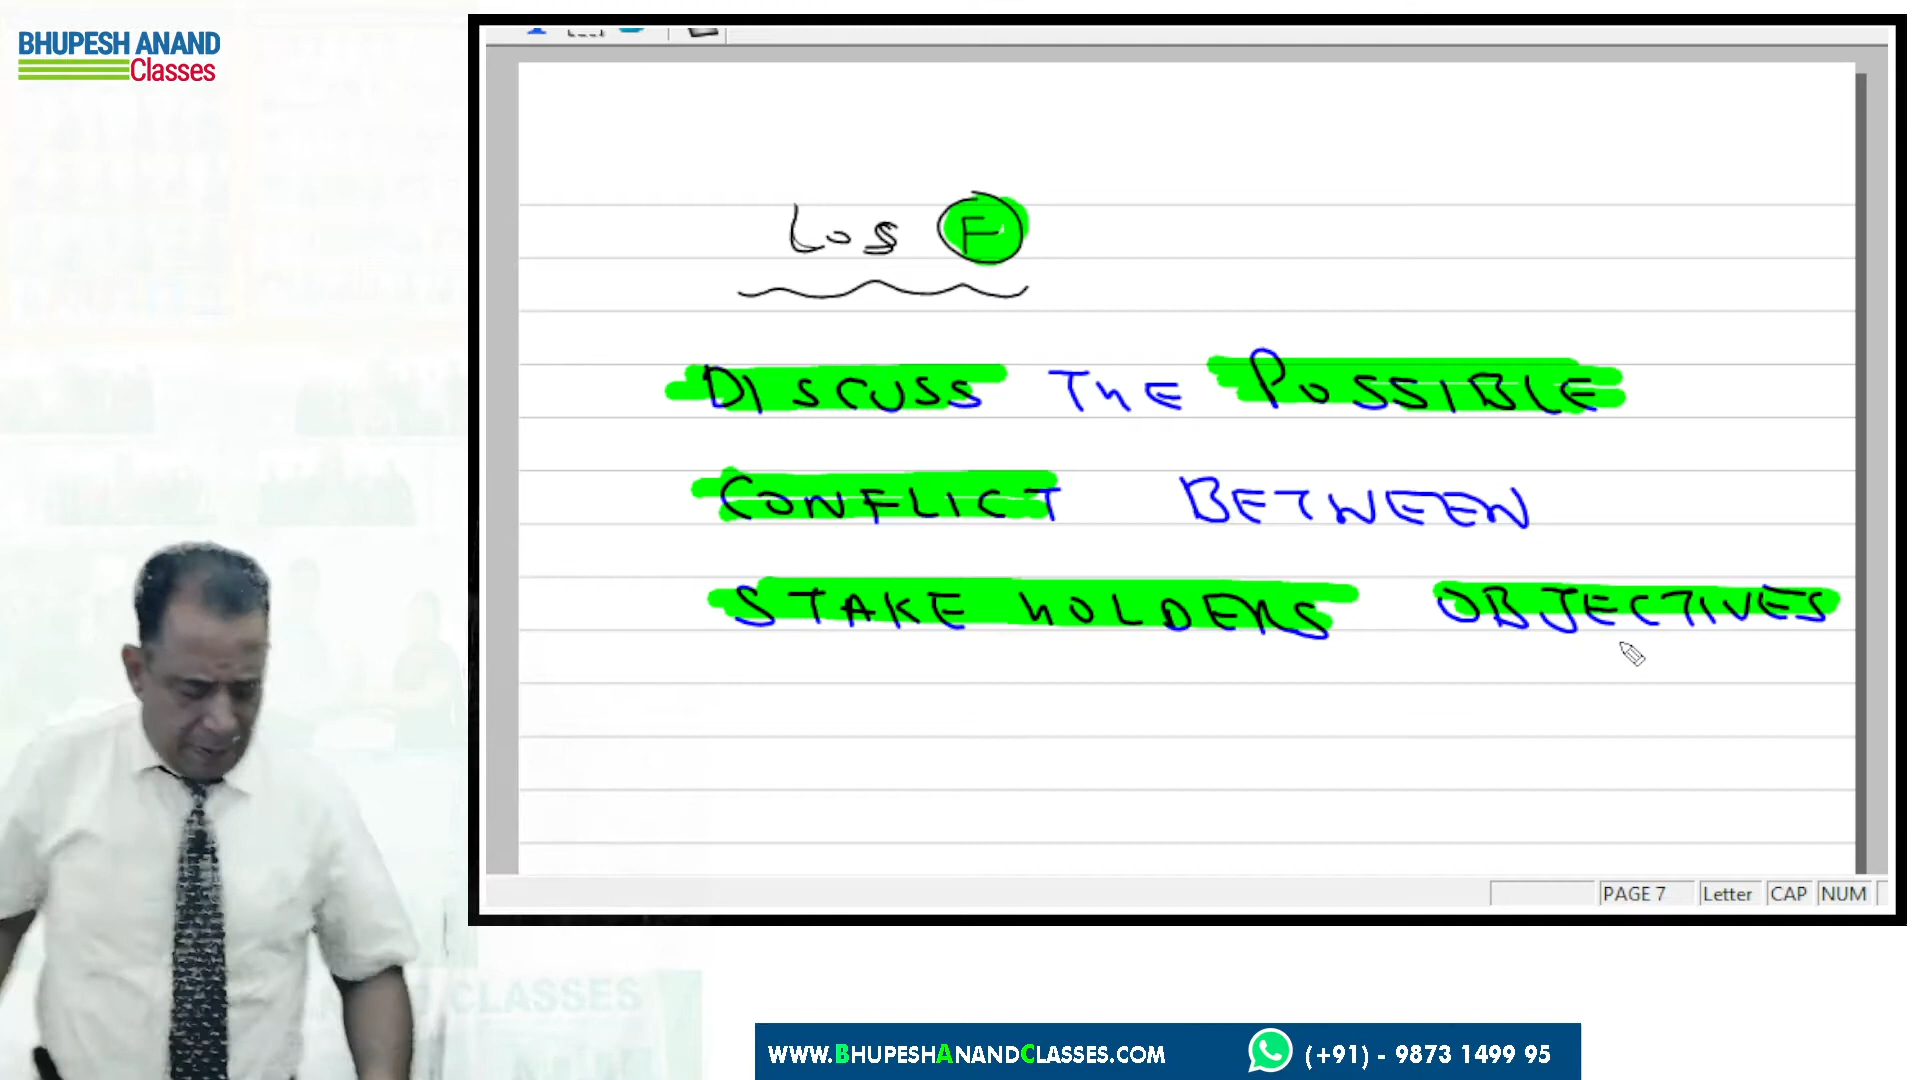 BHUPESH ANAND
Classes
LOS F
DISCUSS THE POSSIBLE
CONFLICT BETWEEN
STAKE HOLDERS OBJECTIVES
PAGE 7 Letter CAP NUM
CLASSES
WWW.BHUPESHANANDCLASSES.COM (+91) - 9873 1499 95